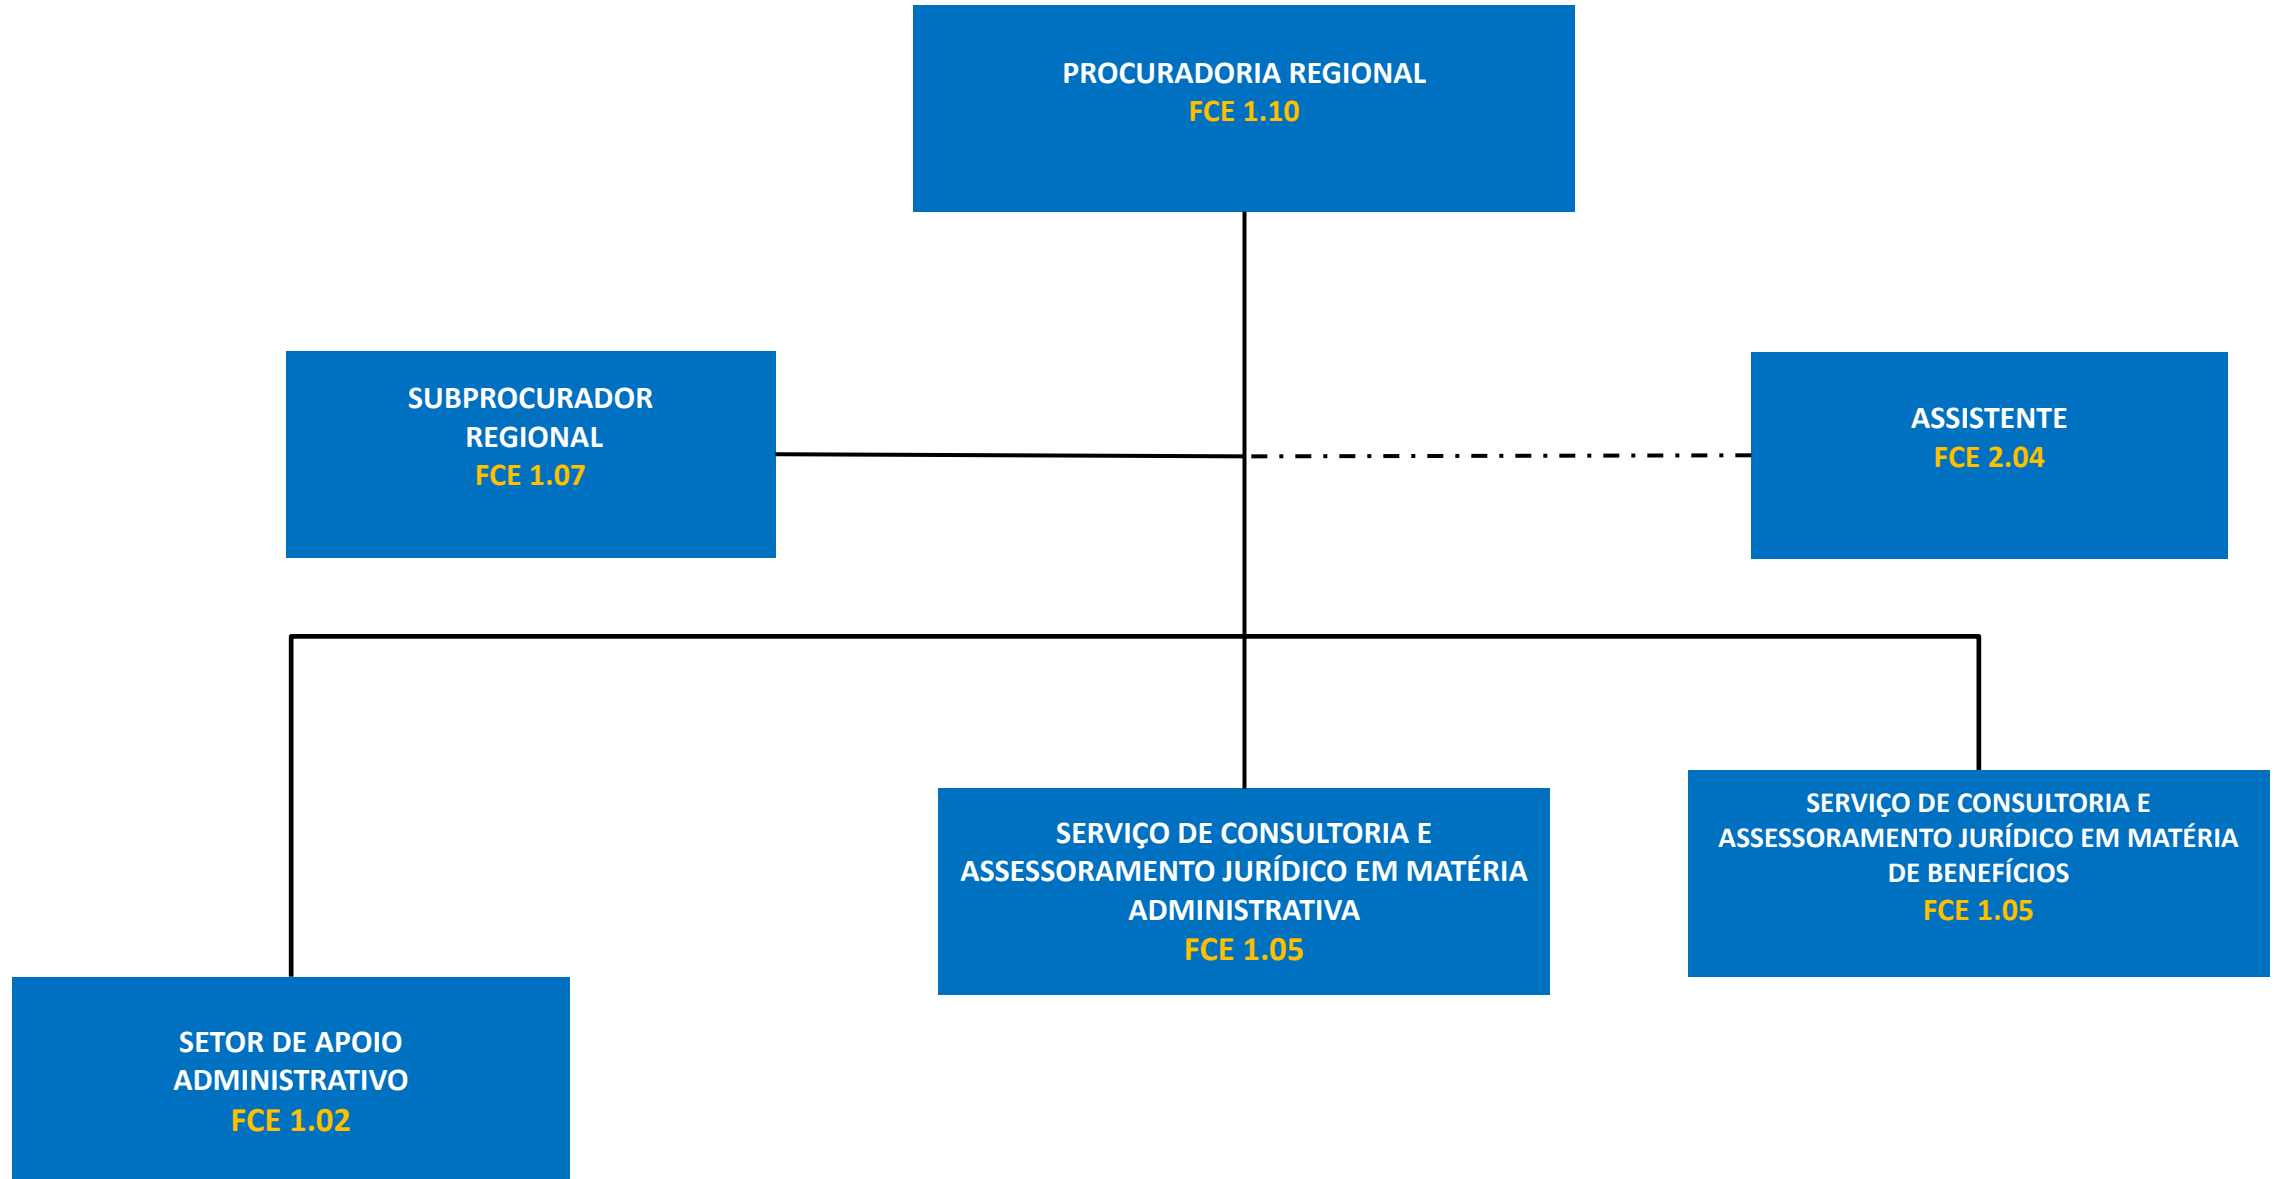 PROCURADORIA REGIONAL
FCE 1.10
SUBPROCURADOR
REGIONAL
FCE 1.07
ASSISTENTE
FCE 2.04
SERVIÇO DE CONSULTORIA E
ASSESSORAMENTO JURÍDICO EM MATÉRIA
ADMINISTRATIVA
FCE 1.05
SERVIÇO DE CONSULTORIA E
ASSESSORAMENTO JURÍDICO EM MATÉRIA
DE BENEFÍCIOS
FCE 1.05
SETOR DE APOIO
ADMINISTRATIVO
FCE 1.02